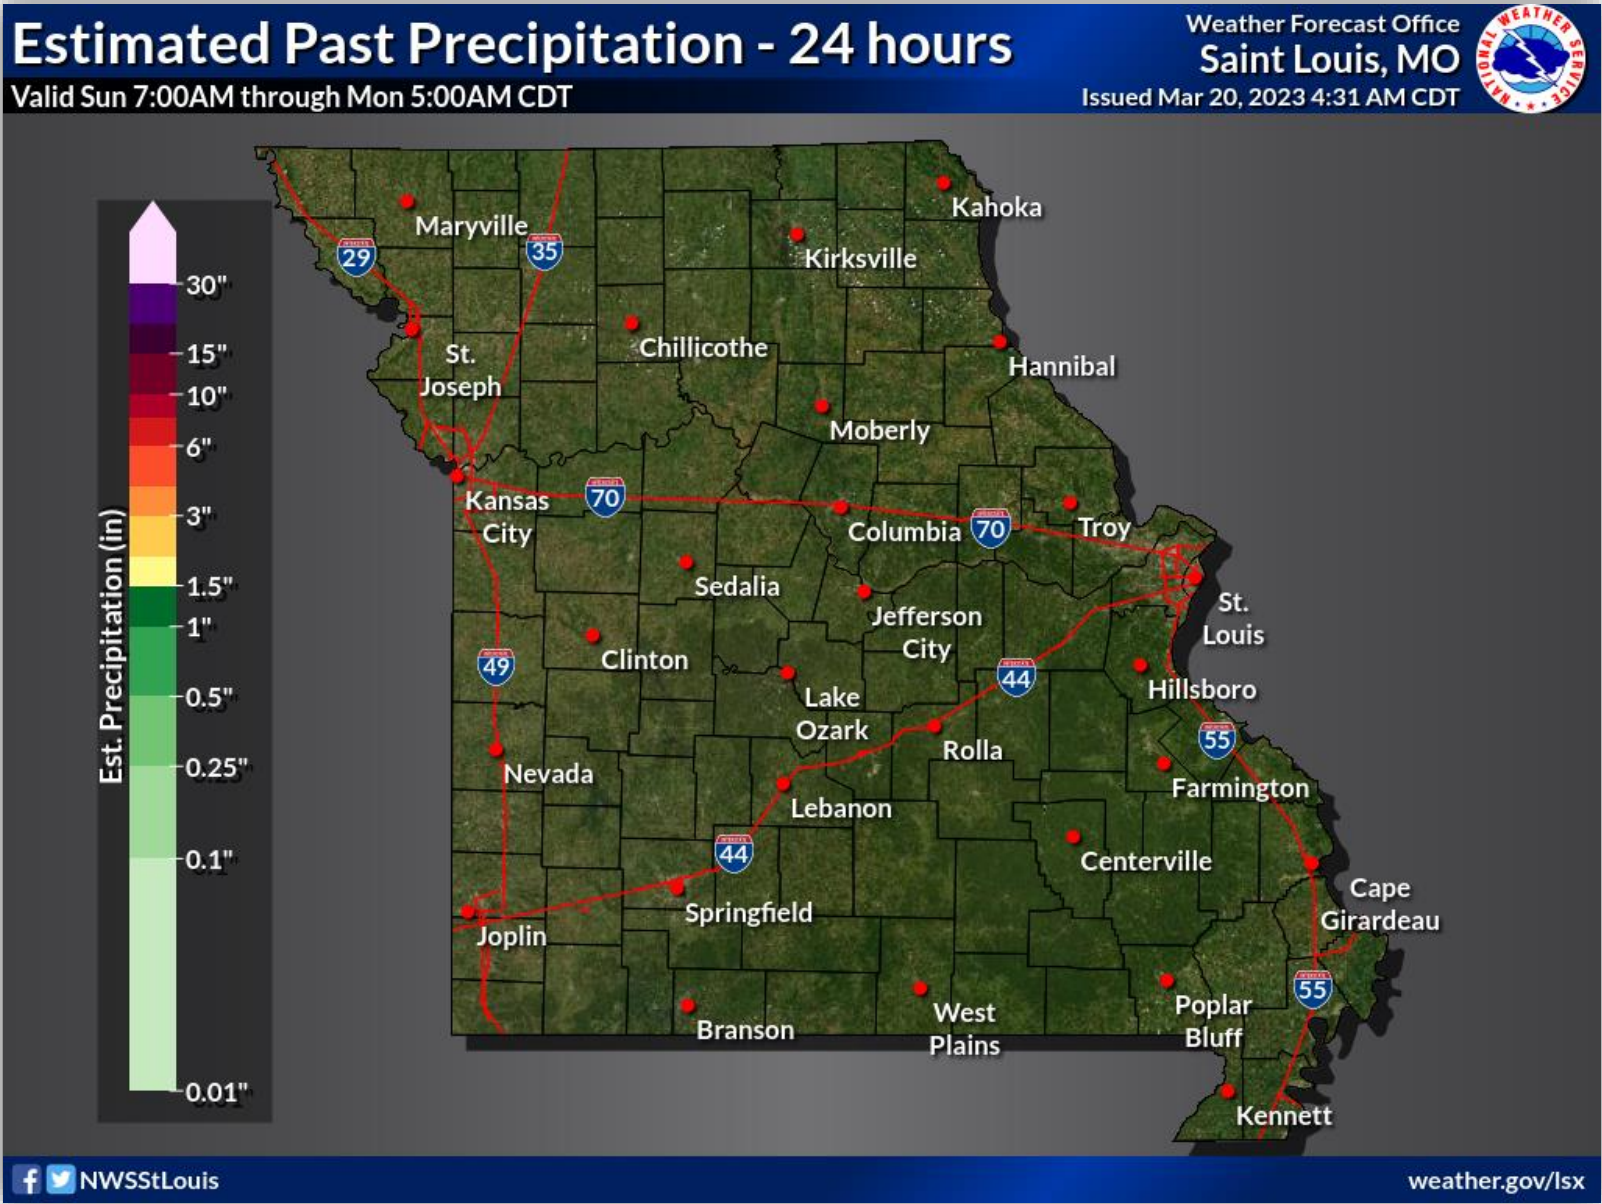 Estimated Past Precipitation - 24 hours
Valid Sun 7:00AM through Mon 5:00AM CDT
Weather Forecast Office
Saint Louis, MO
Issued Mar 20, 2023 4:31 AM CDT
NATIONAL WEATHER SERVICE
Est. Precipitation (in)
30"
15"
10"
6"
3"
1.5"
1"
0.5"
0.25"
0.1"
0.01"
Maryville
29
35
Kirksville
Kahoka
St.
Joseph
Chillicothe
Hannibal
Moberly
Kansas
City
70
Columbia
70
Troy
Sedalia
Jefferson
City
St.
Louis
49
Clinton
Lake
Ozark
44
Hillsboro
Nevada
Rolla
55
Farmington
Lebanon
44
Centerville
Springfield
Cape
Girardeau
Joplin
Branson
West
Plains
Poplar
Bluff
55
Kennett
NWSStLouis
weather.gov/lsx